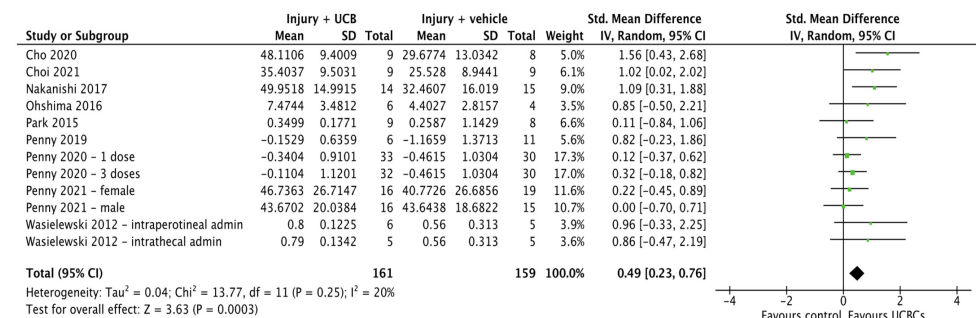 Injury + UCB Injury + vehicle Std. Mean Difference Std. Mean Difference
Study or Subgroup Mean SD Total Mean SD Total Weight IV, Random, 95% CI IV, Random, 95% CI
Cho 2020 48.1106 9.4009 9 29.6774 13.0342 8 5.0% 1.56 [0.43, 2.68]
Choi 2021 35.4037 9.5031 9 25.528 8.9441 9 6.1% 1.02 [0.02, 2.02]
Nakanishi 2017 49.9518 14.9915 14 32.4607 16.019 15 9.1% 1.09 [0.31, 1.88]
Ohshima 2016 7.4744 3.4812 6 4.4027 2.8157 4 3.6% 0.85 [−0.50, 2.21]
Park 2015 0.3499 0.1771 9 0.2587 1.1429 8 6.6% 0.11 [−0.84, 1.06]
Penny 2019 −0.1529 0.6359 6 −1.1659 1.3713 11 5.6% 0.82 [−0.23, 1.86]
Penny 2020 − 1 dose −0.3404 0.9101 33 −0.4615 1.0304 30 17.3% 0.12 [−0.37, 0.62]
Penny 2020 − 3 doses −0.1104 1.1201 32 −0.4615 1.0304 30 17.0% 0.32 [−0.18, 0.82]
Penny 2021 − female 46.7363 26.7147 16 40.7726 26.6856 19 11.6% 0.22 [−0.45, 0.89]
Penny 2021 − male 43.6702 20.0384 16 43.6438 18.6822 15 10.7% 0.00 [−0.70, 0.71]
Wasielewski 2012 − intraperotineal admin 0.8 0.1225 6 0.56 0.313 5 3.9% 0.96 [−0.33, 2.25]
Wasielewski 2012 − intrathecal admin 0.79 0.1342 5 0.56 0.313 5 3.6% 0.86 [−0.47, 2.19]
Total (95% CI) 161 159 100.0% 0.49 [0.23, 0.76]
Heterogeneity: Tau² = 0.04; Chi² = 13.77, df = 11 (P = 0.25); I² = 20%
Test for overall effect: Z = 3.63 (P = 0.0003)
−4 −2 0 2 4
Favours control Favours UCBCs